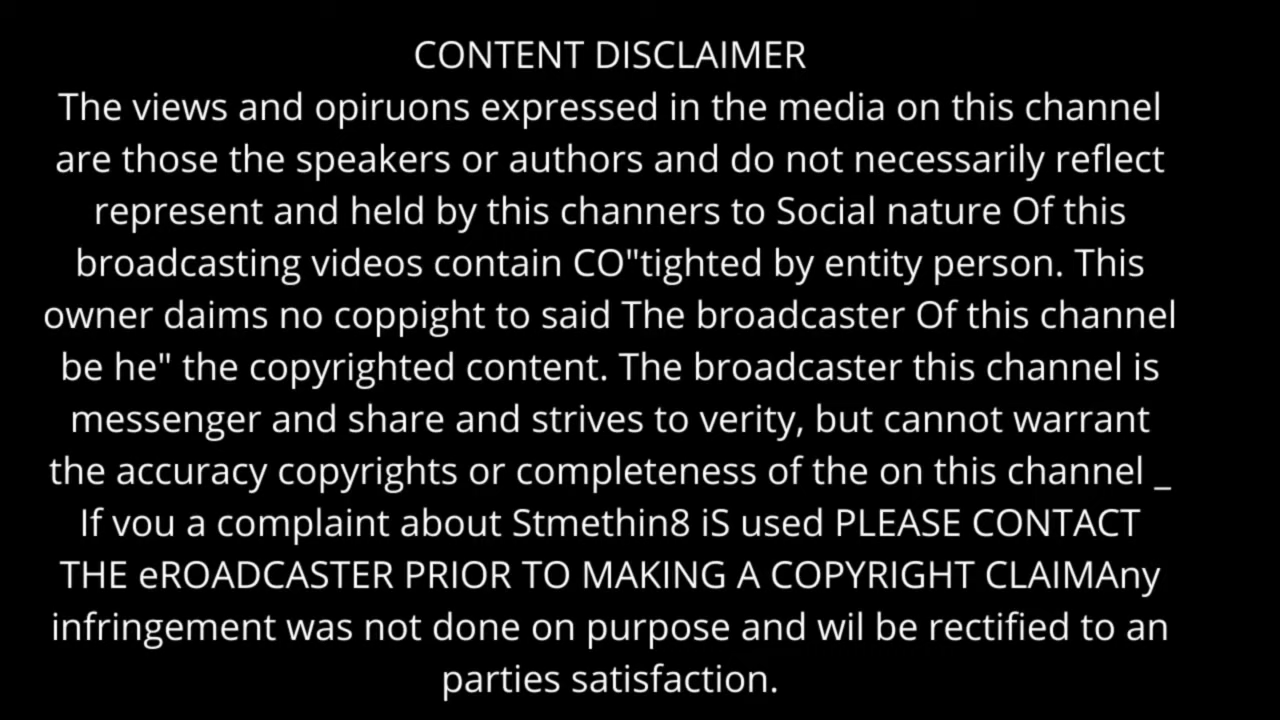 CONTENT DISCLAIMER
The views and opiruons expressed in the media on this channel
are those the speakers or authors and do not necessarily reflect
represent and held by this channers to Social nature Of this
broadcasting videos contain CO"tighted by entity person. This
owner daims no coppight to said The broadcaster Of this channel
be he" the copyrighted content. The broadcaster this channel is
messenger and share and strives to verity, but cannot warrant
the accuracy copyrights or completeness of the on this channel _
If vou a complaint about Stmethin8 iS used PLEASE CONTACT
THE eROADCASTER PRIOR TO MAKING A COPYRIGHT CLAIMAny
infringement was not done on purpose and wil be rectified to an
parties satisfaction.